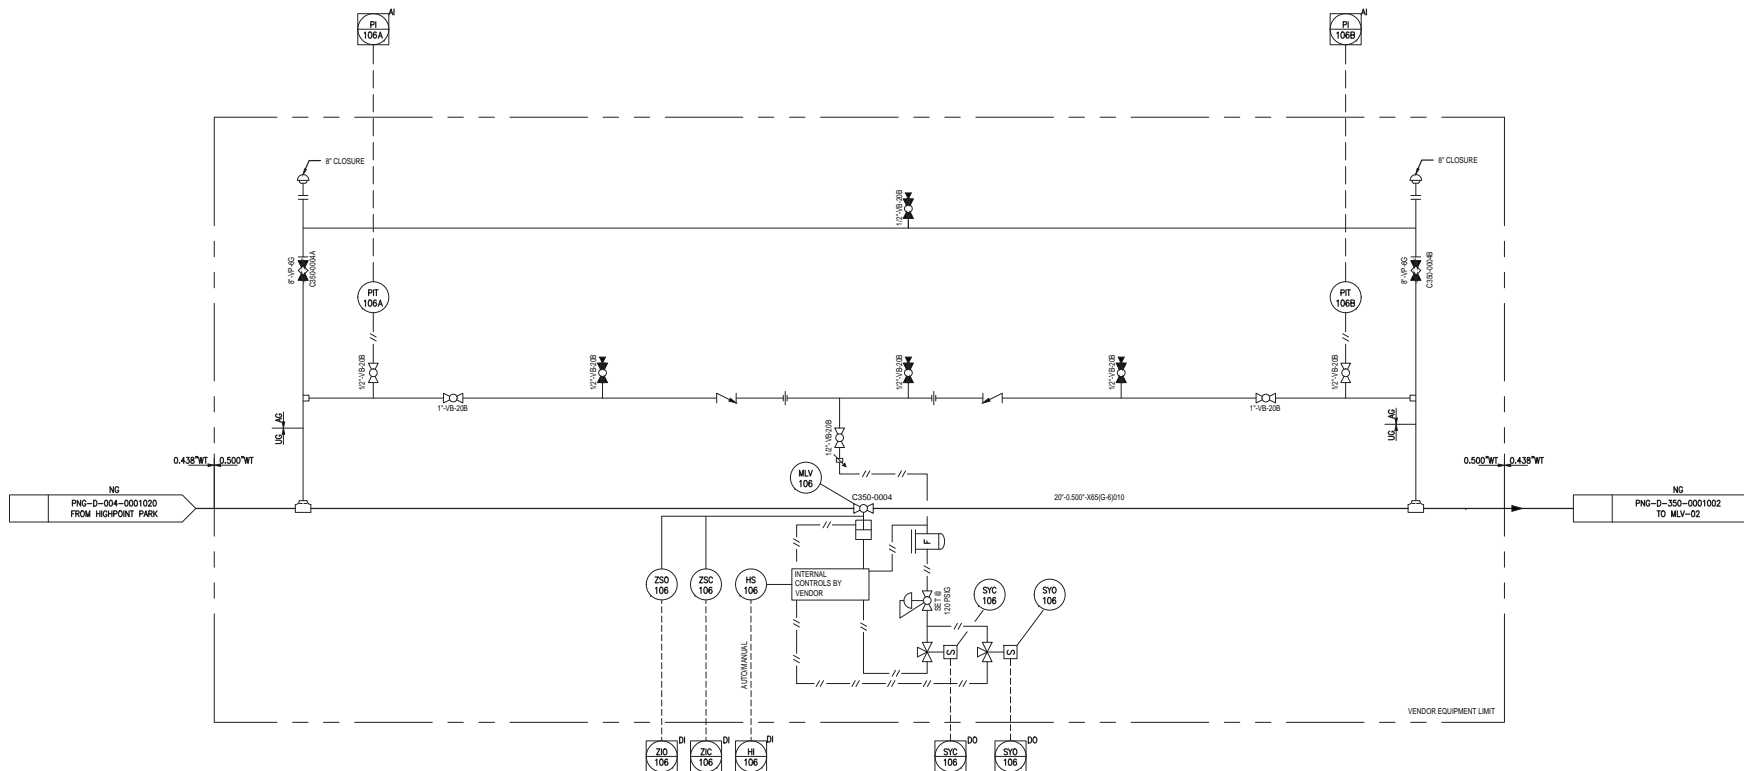 AI
PI
106A
AI
PI
106B
8" CLOSURE
8" CLOSURE
1/2"-VB-20B
8"-VP-6G
C350-0004A
8"-VP-6G
C350-0004B
PIT
106A
PIT
106B
1/2"-VB-20B
1/2"-VB-20B
1/2"-VB-20B
1/2"-VB-20B
1/2"-VB-20B
1"-VB-20B
1"-VB-20B
UG AG
UG AG
1/2"-VB-20B
0.438"WT 0.500"WT
0.500"WT 0.438"WT
MLV
106
NG
PNG-D-004-0001020
FROM HIGHPOINT PARK
C350-0004
20"-0.500"-X65(G-6)010
NG
PNG-D-350-0001002
TO MLV-02
F
ZSO
106
ZSC
106
HS
106
INTERNAL
CONTROLS BY
VENDOR
SET @
120 PSIG
SYC
106
SYO
106
S
S
AUTO/MANUAL
VENDOR EQUIPMENT LIMIT
DI
ZIO
106
DI
ZIC
106
DI
HI
106
DO
SYC
106
DO
SYO
106